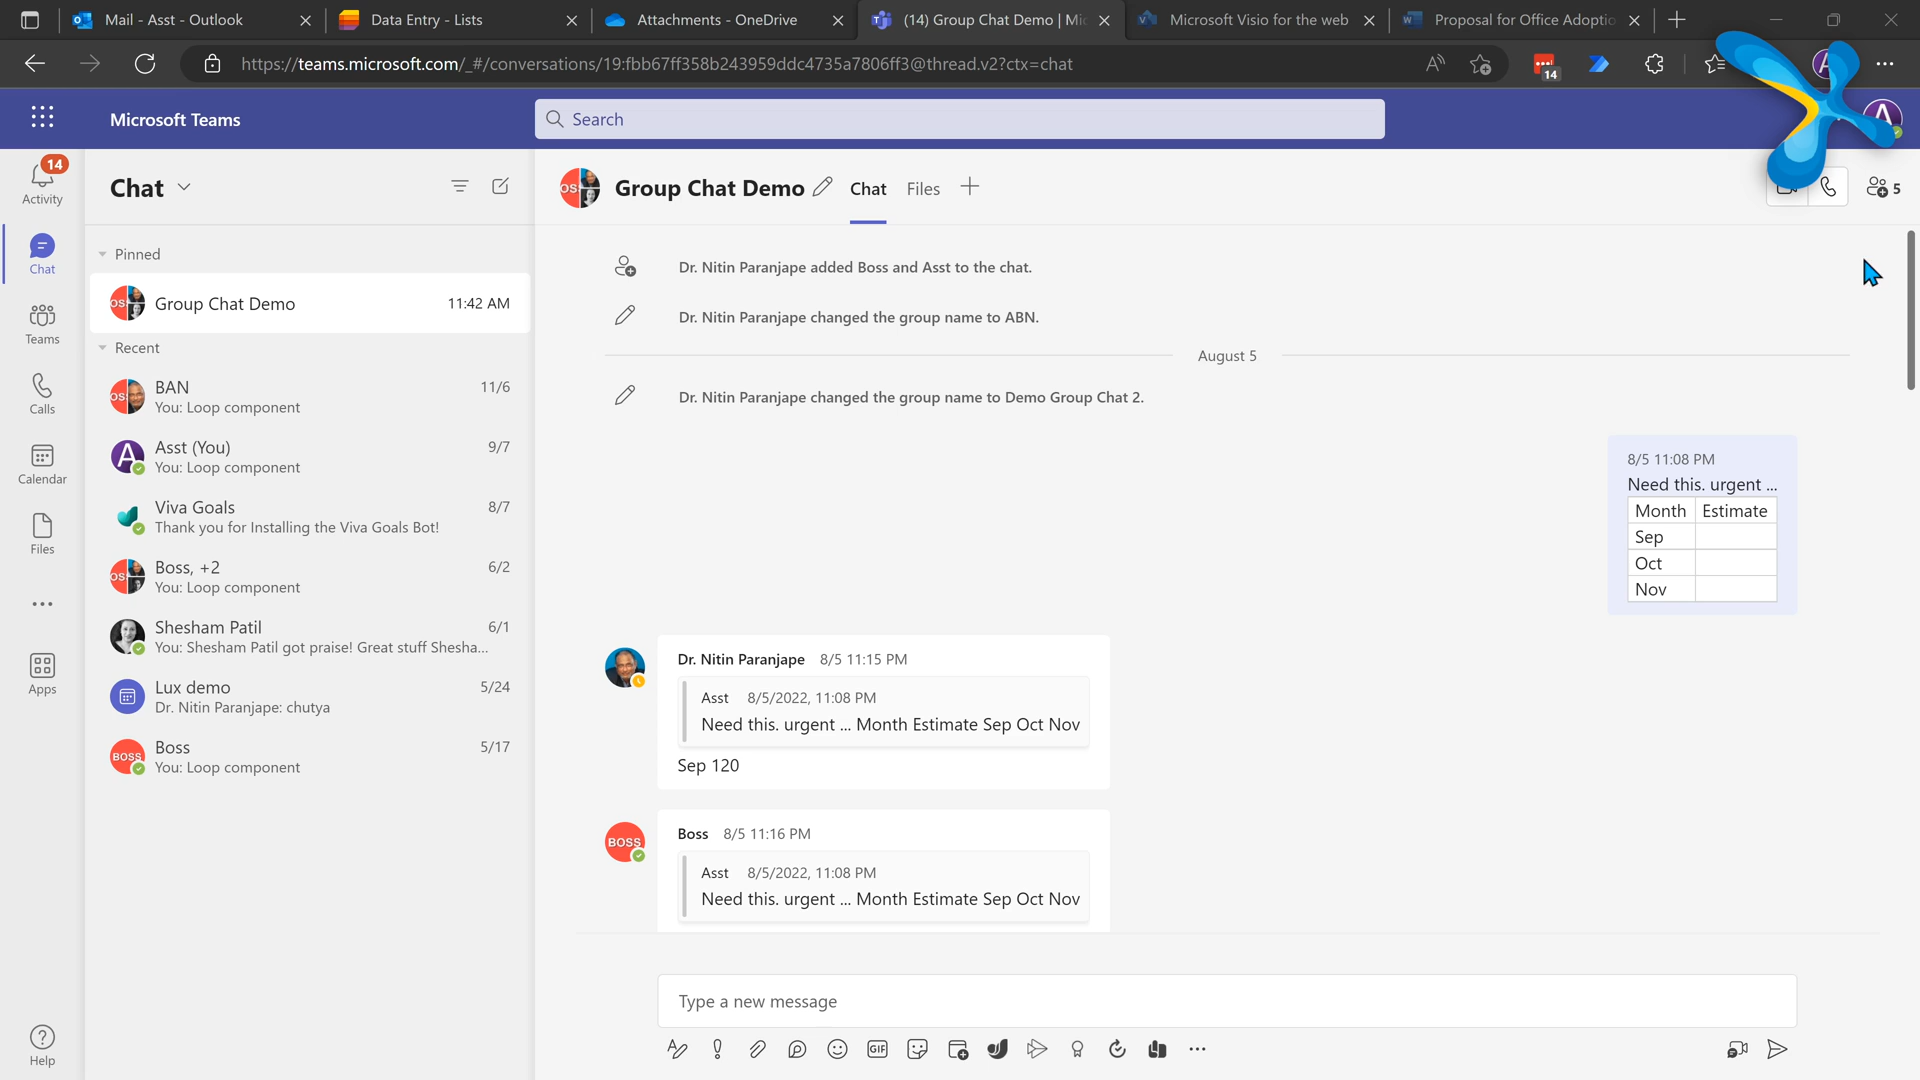 Mail - Asst - Outlook
Data Entry - Lists
Attachments - OneDrive
(14) Group Chat Demo | Mic
Microsoft Visio for the web
Proposal for Office Adoptio
https://teams.microsoft.com/_#/conversations/19:fbb67ff358b243959ddc4735a7806ff3@thread.v2?ctx=chat
14
Microsoft Teams
Search
A
14
Activity
Chat
Teams
Calls
Calendar
Files
Apps
Help
Chat
Pinned
Group Chat Demo 11:42 AM
Recent
BAN 11/6
You: Loop component
A
Asst (You) 9/7
You: Loop component
Viva Goals 8/7
Thank you for Installing the Viva Goals Bot!
Boss, +2 6/2
You: Loop component
Shesham Patil 6/1
You: Shesham Patil got praise! Great stuff Shesha...
Lux demo 5/24
Dr. Nitin Paranjape: chutya
BOSS
Boss 5/17
You: Loop component
Group Chat Demo
Chat
Files
5
Dr. Nitin Paranjape added Boss and Asst to the chat.
Dr. Nitin Paranjape changed the group name to ABN.
August 5
Dr. Nitin Paranjape changed the group name to Demo Group Chat 2.
8/5 11:08 PM
Need this. urgent ...
Month Estimate
Sep
Oct
Nov
Dr. Nitin Paranjape 8/5 11:15 PM
Asst 8/5/2022, 11:08 PM
Need this. urgent ... Month Estimate Sep Oct Nov
Sep 120
BOSS
Boss 8/5 11:16 PM
Asst 8/5/2022, 11:08 PM
Need this. urgent ... Month Estimate Sep Oct Nov
Type a new message
GIF